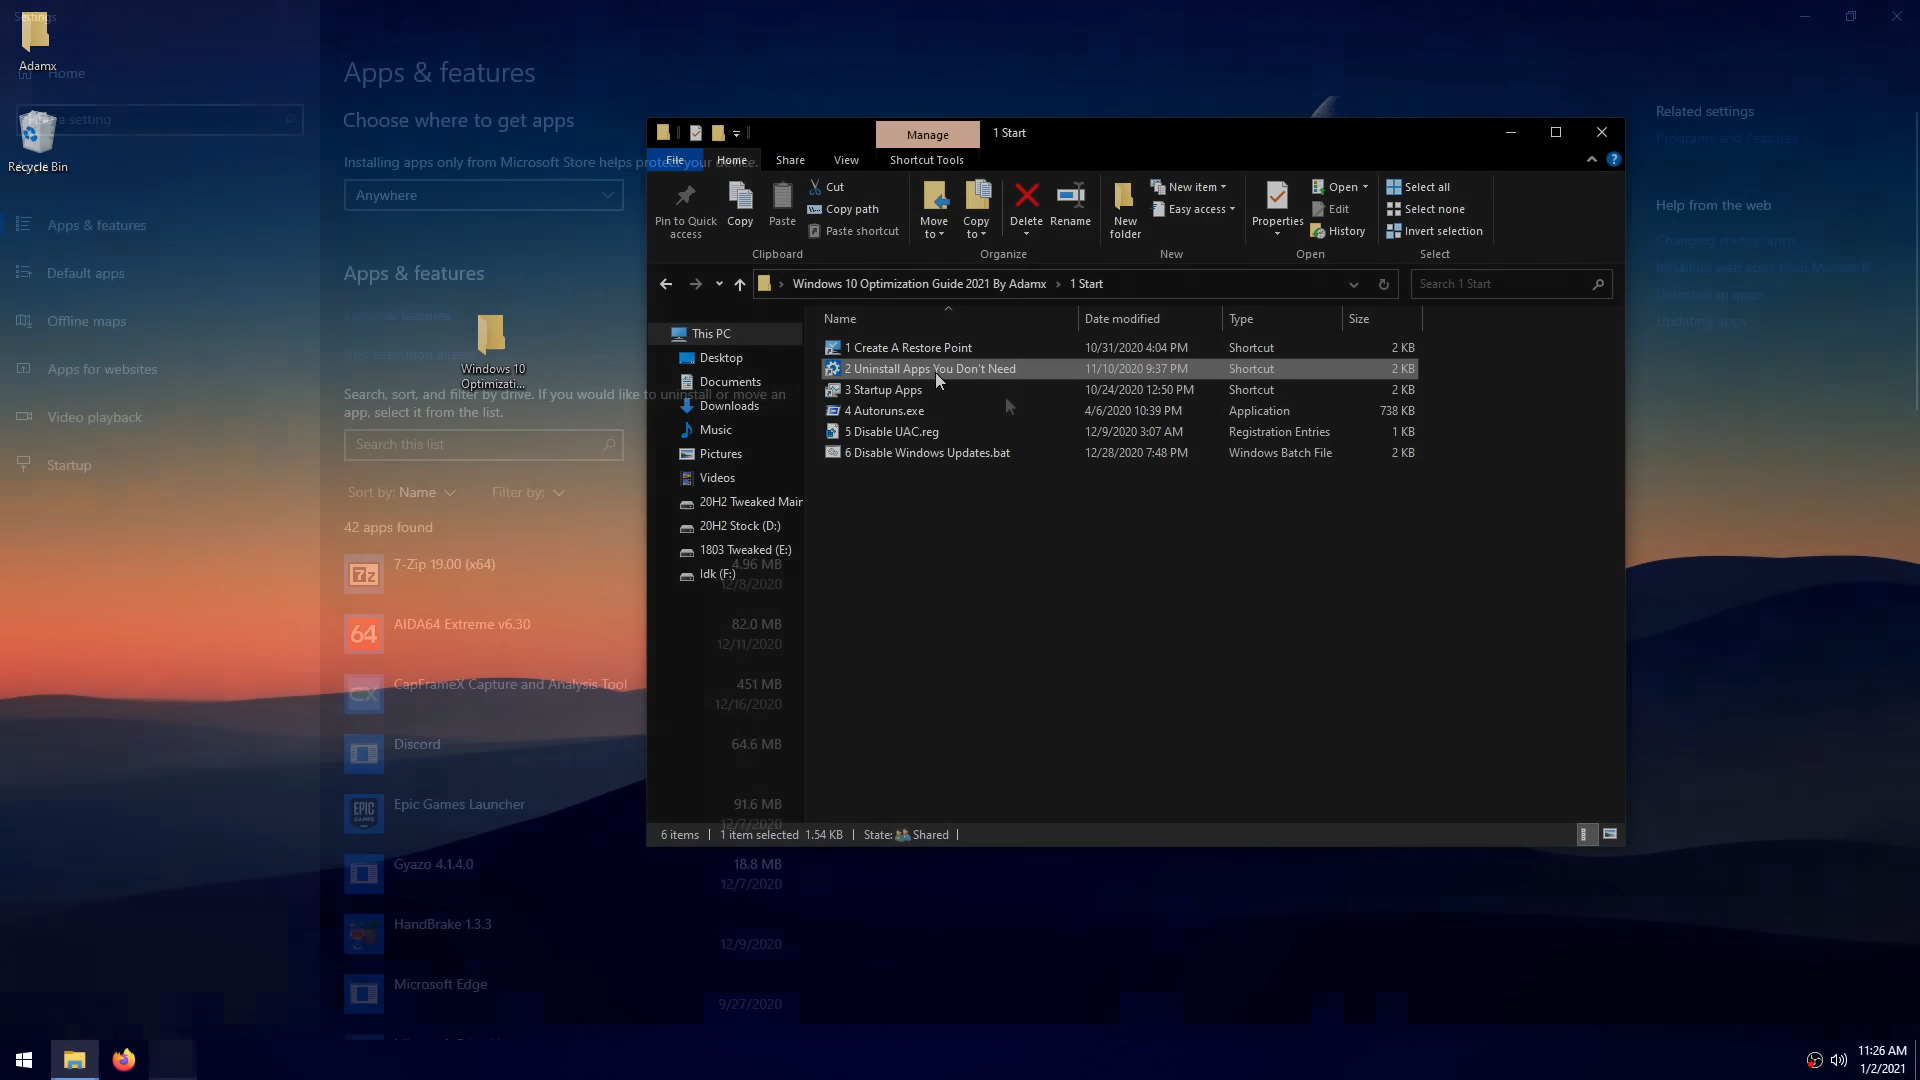 Settings
Adamx
Home
Find a setting
Recycle Bin
Apps & features
Default apps
Offline maps
Apps for websites
Video playback
Startup
Apps & features
Choose where to get apps
Installing apps only from Microsoft Store helps protect your device.
Anywhere
Apps & features
Optional features
App execution aliases
Windows 10
Optimizati...
Search, sort, and filter by drive. If you would like to uninstall or move an
app, select it from the list.
Search this list
Sort by: Name
Filter by:
42 apps found
7-Zip 19.00 (x64)
4.96 MB
12/8/2020
64
AIDA64 Extreme v6.30
82.0 MB
12/11/2020
CX
CapFrameX Capture and Analysis Tool
451 MB
12/16/2020
Discord
64.6 MB
EPIC
GAMES
Epic Games Launcher
91.6 MB
12/7/2020
Gyazo 4.1.4.0
18.8 MB
12/7/2020
HandBrake 1.3.3
12/9/2020
Microsoft Edge
9/27/2020
Manage
1 Start
File
Home
Share
View
Shortcut Tools
Pin to Quick
access
Copy
Paste
Cut
Copy path
Paste shortcut
Clipboard
Move
to
Copy
to
Delete
Rename
Organize
New
folder
New item
Easy access
New
Properties
Open
Edit
History
Open
Select all
Select none
Invert selection
Select
Windows 10 Optimization Guide 2021 By Adamx
1 Start
Search 1 Start
This PC
Desktop
Documents
Downloads
Music
Pictures
Videos
20H2 Tweaked Main
20H2 Stock (D:)
1803 Tweaked (E:)
Idk (F:)
Name Date modified Type Size
1 Create A Restore Point 10/31/2020 4:04 PM Shortcut 2 KB
2 Uninstall Apps You Don't Need 11/10/2020 9:37 PM Shortcut 2 KB
3 Startup Apps 10/24/2020 12:50 PM Shortcut 2 KB
4 Autoruns.exe 4/6/2020 10:39 PM Application 738 KB
5 Disable UAC.reg 12/9/2020 3:07 AM Registration Entries 1 KB
6 Disable Windows Updates.bat 12/28/2020 7:48 PM Windows Batch File 2 KB
6 items 1 item selected 1.54 KB State: Shared
Related settings
Programs and Features
Help from the web
Changing startup apps
Installing web apps from Microsoft
Uninstalling apps
Updating apps
11:26 AM
1/2/2021